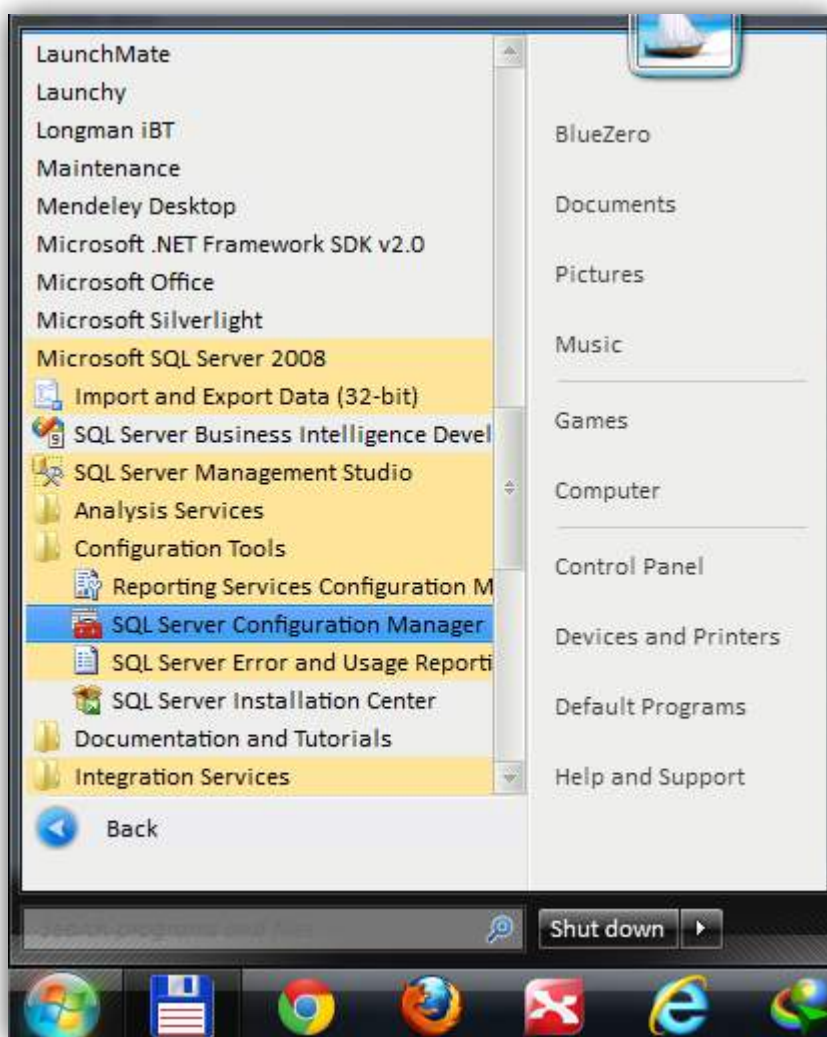 LaunchMate
Launchy
Longman iBT
Maintenance
Mendeley Desktop
Microsoft .NET Framework SDK v2.0
Microsoft Office
Microsoft Silverlight
Microsoft SQL Server 2008
Import and Export Data (32-bit)
SQL Server Business Intelligence Devel
SQL Server Management Studio
Analysis Services
Configuration Tools
Reporting Services Configuration M
SQL Server Configuration Manager
SQL Server Error and Usage Reporti
SQL Server Installation Center
Documentation and Tutorials
Integration Services
Back
Search programs and files
BlueZero
Documents
Pictures
Music
Games
Computer
Control Panel
Devices and Printers
Default Programs
Help and Support
Shut down